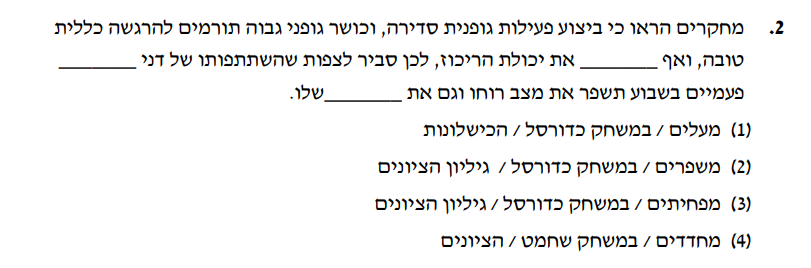 2. מחקרים הראו כי ביצוע פעילות גופנית סדירה, וכושר גופני גבוה תורמים להרגשה כללית
טובה, ואף ________ את יכולת הריכוז, לכן סביר לצפות שהשתתפותו של דני ________
פעמיים בשבוע תשפר את מצב רוחו וגם את ________שלו.
(1) מעלים / במשחק כדורסל / הכישלונות
(2) משפרים / במשחק כדורסל / גיליון הציונים
(3) מפחיתים / במשחק כדורסל / גיליון הציונים
(4) מחדדים / במשחק שחמט / הציונים